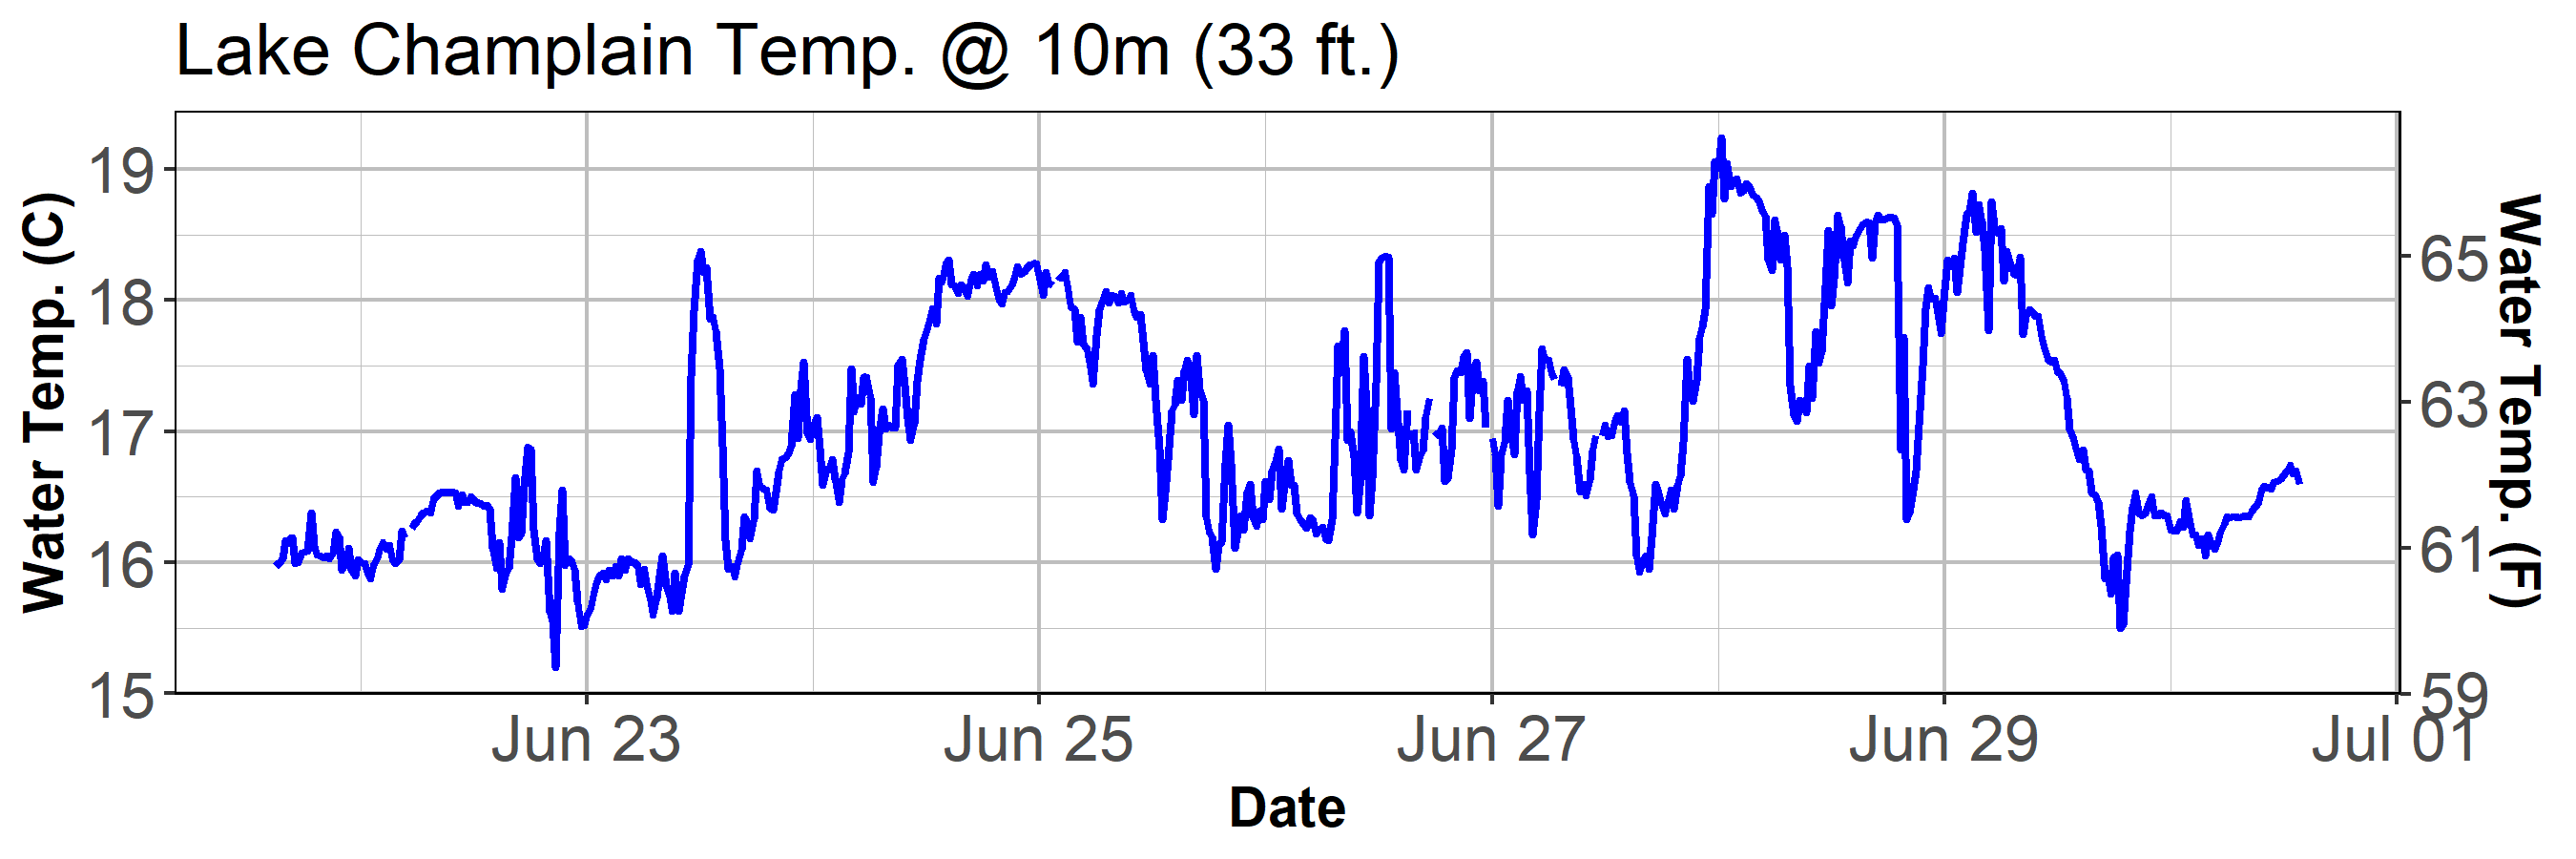 Lake Champlain Temp. @ 10m (33 ft.)
Water Temp. (C)
19
18
17
16
15
65
63
61
59
Water Temp. (F)
Jun 23 Jun 25 Jun 27 Jun 29 Jul 01
Date